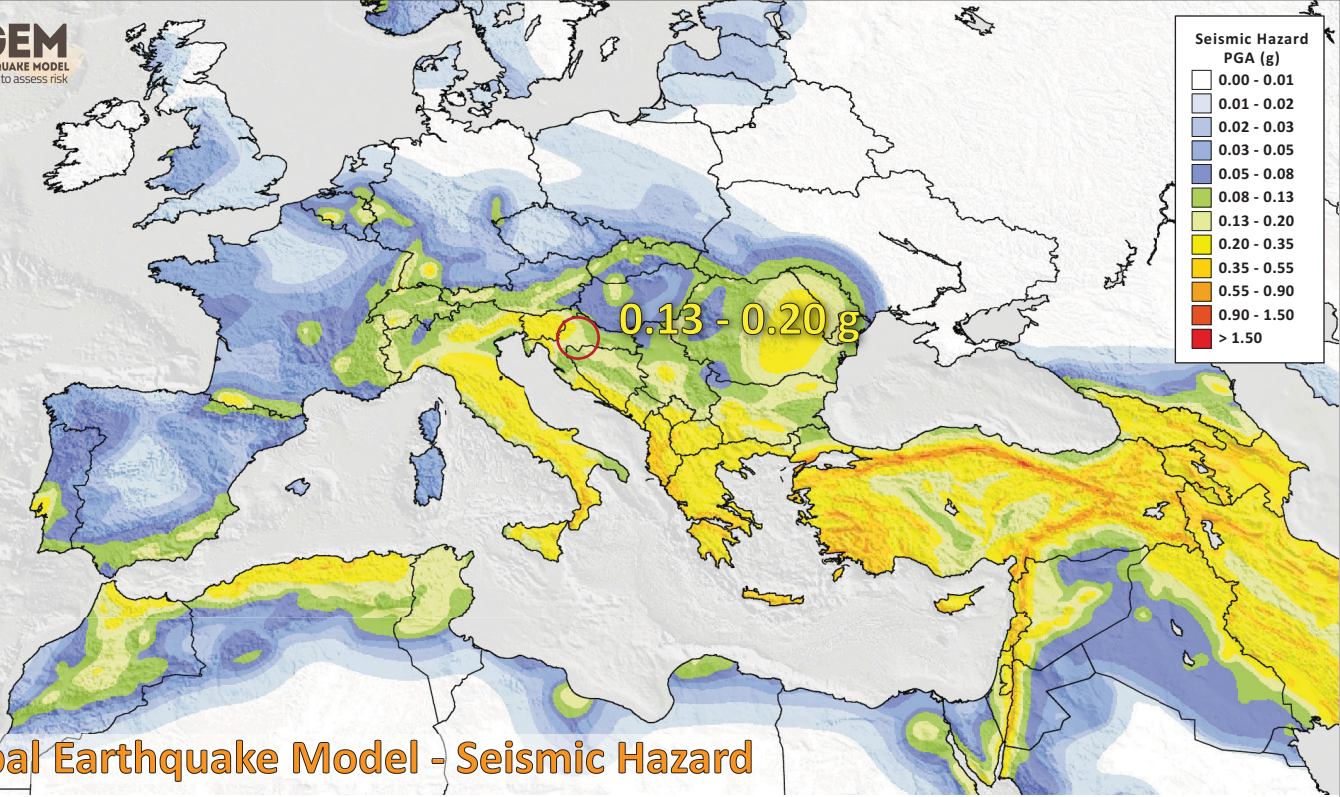 GEM
QUAKE MODEL
to assess risk
Seismic Hazard
PGA (g)
0.00 - 0.01
0.01 - 0.02
0.02 - 0.03
0.03 - 0.05
0.05 - 0.08
0.08 - 0.13
0.13 - 0.20
0.20 - 0.35
0.35 - 0.55
0.55 - 0.90
0.90 - 1.50
> 1.50
0.13 - 0.20 g
bal Earthquake Model - Seismic Hazard